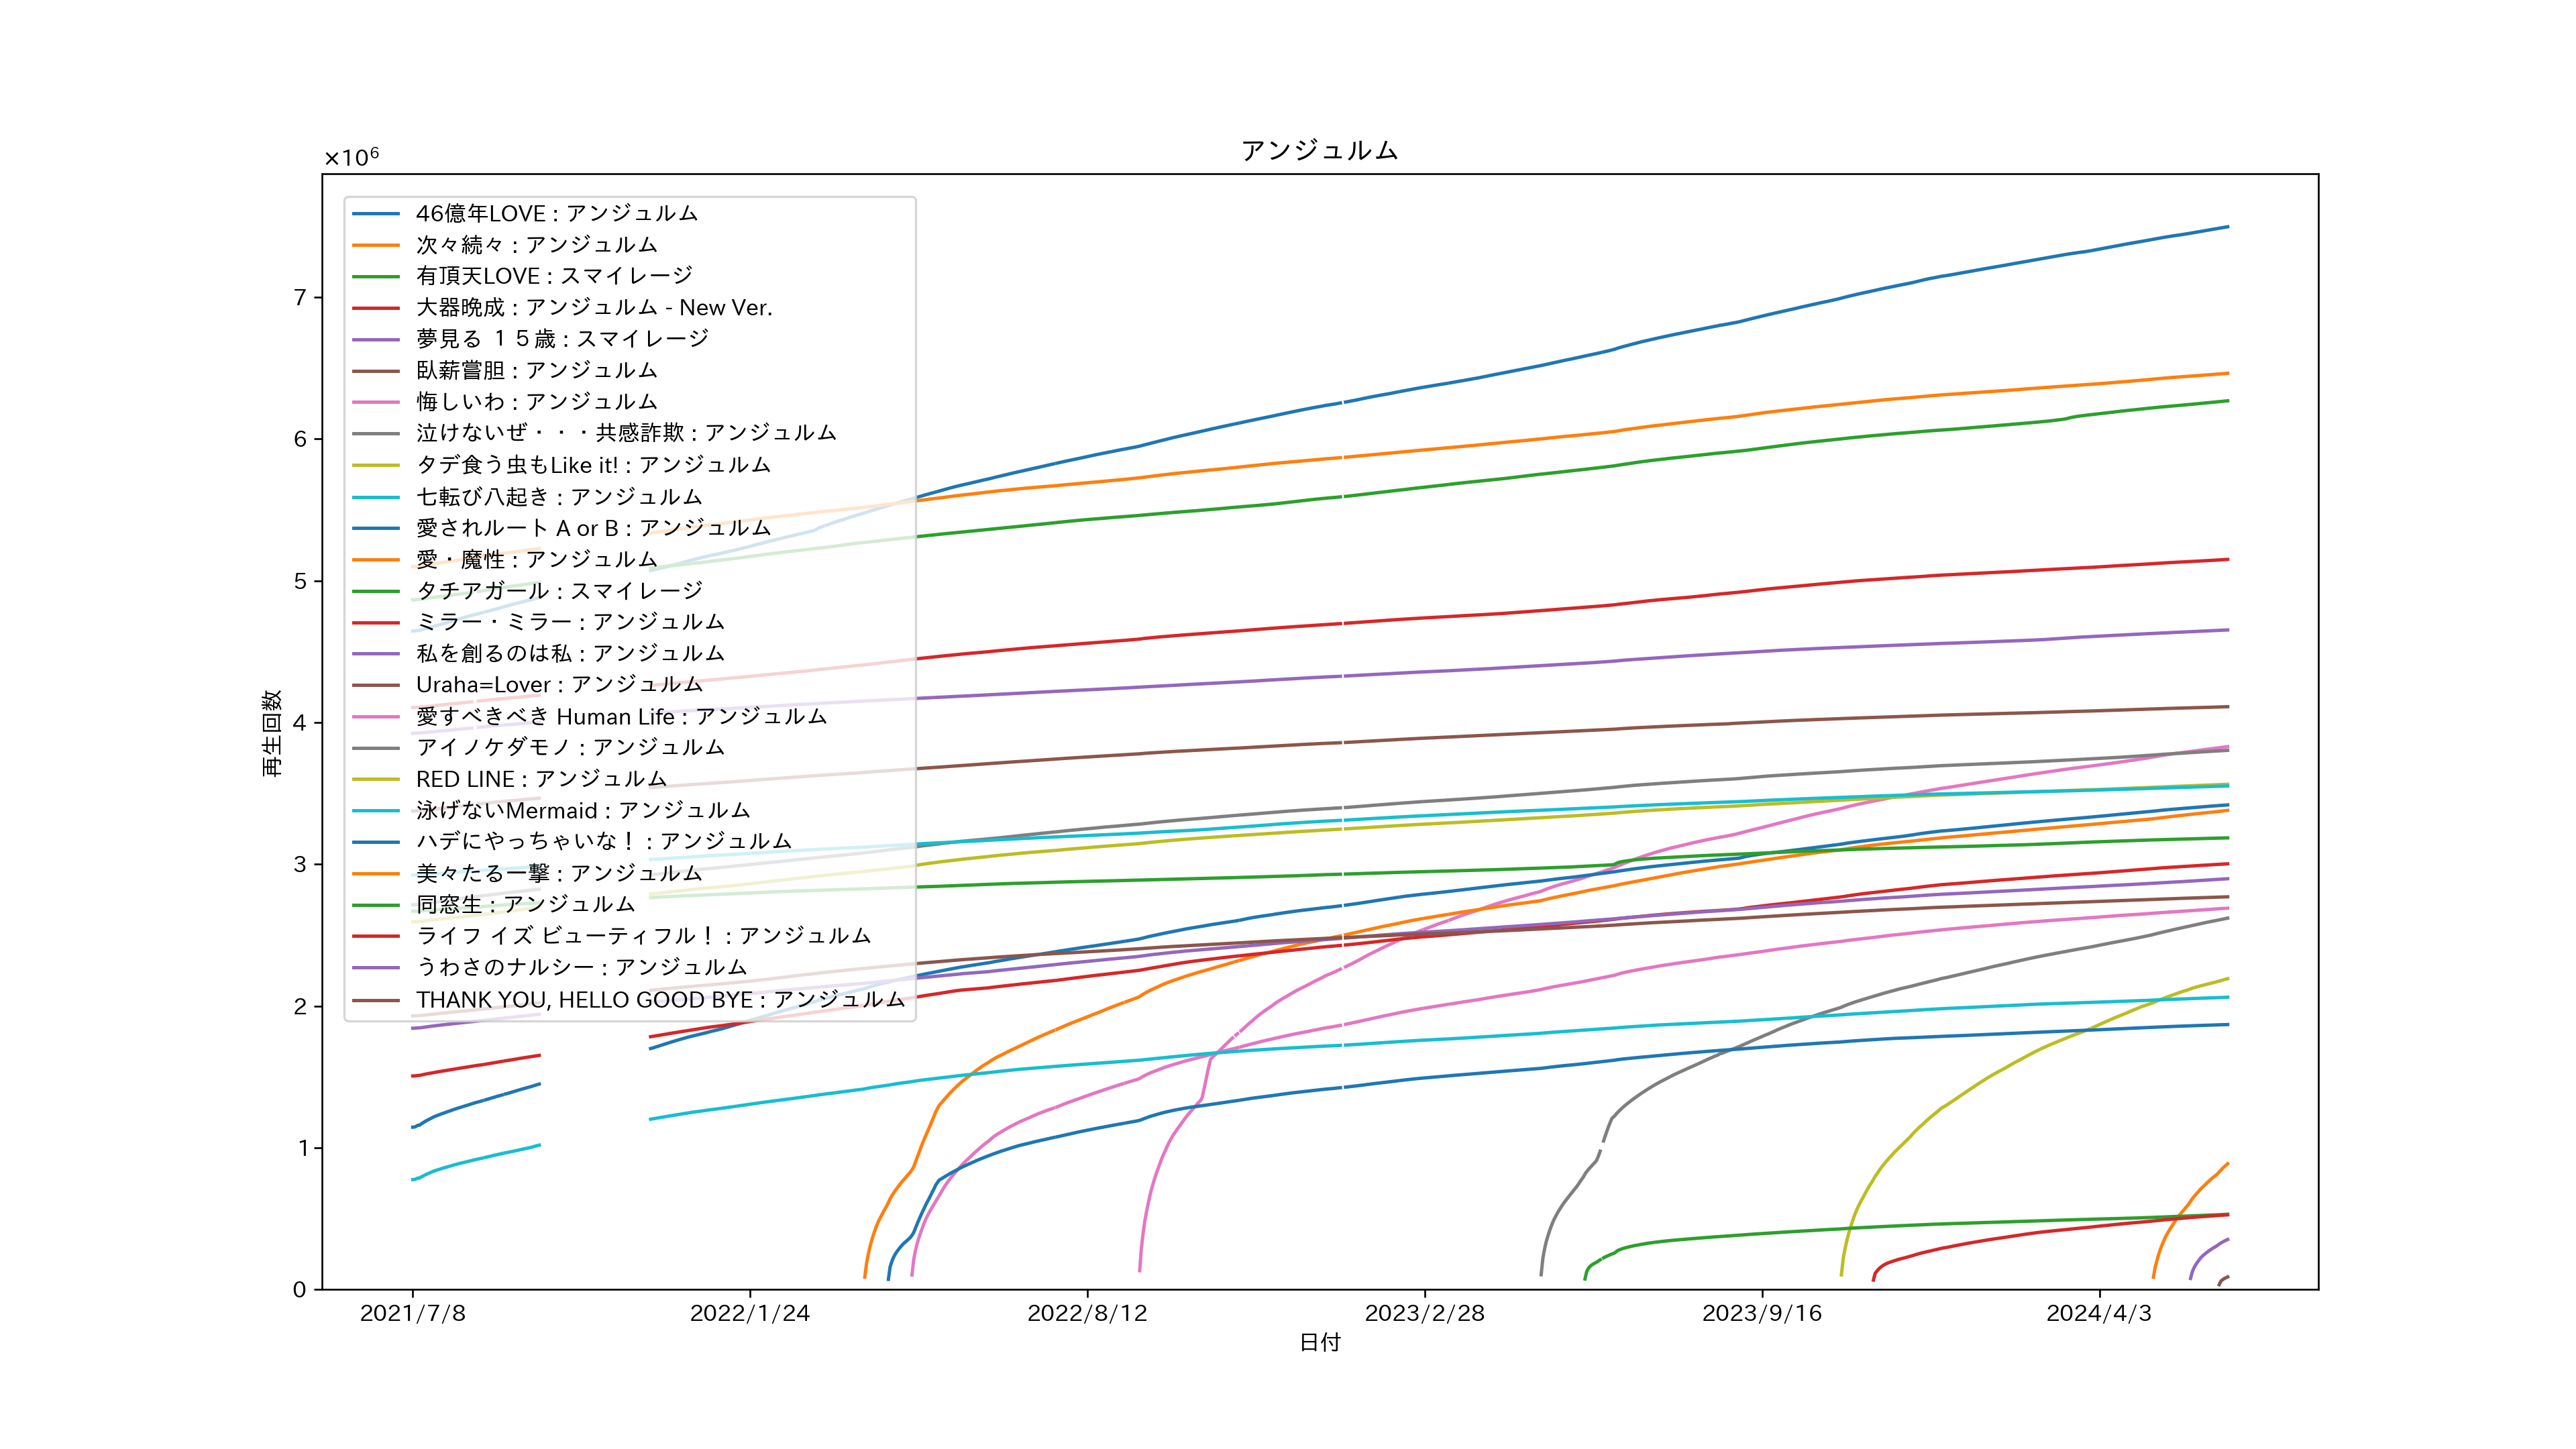 アンジュルム
×10⁶
46億年LOVE : アンジュルム
次々続々 : アンジュルム
有頂天LOVE : スマイレージ
大器晩成 : アンジュルム - New Ver.
夢見る １５歳 : スマイレージ
臥薪嘗胆 : アンジュルム
悔しいわ : アンジュルム
泣けないぜ・・・共感詐欺 : アンジュルム
タデ食う虫もLike it! : アンジュルム
七転び八起き : アンジュルム
愛されルート A or B : アンジュルム
愛・魔性 : アンジュルム
タチアガール : スマイレージ
ミラー・ミラー : アンジュルム
私を創るのは私 : アンジュルム
Uraha=Lover : アンジュルム
愛すべきべき Human Life : アンジュルム
アイノケダモノ : アンジュルム
RED LINE : アンジュルム
泳げないMermaid : アンジュルム
ハデにやっちゃいな！ : アンジュルム
美々たる一撃 : アンジュルム
同窓生 : アンジュルム
ライフ イズ ビューティフル！ : アンジュルム
うわさのナルシー : アンジュルム
THANK YOU, HELLO GOOD BYE : アンジュルム
7
6
5
4
3
2
1
0
再生回数
2021/7/8 2022/1/24 2022/8/12 2023/2/28 2023/9/16 2024/4/3
日付